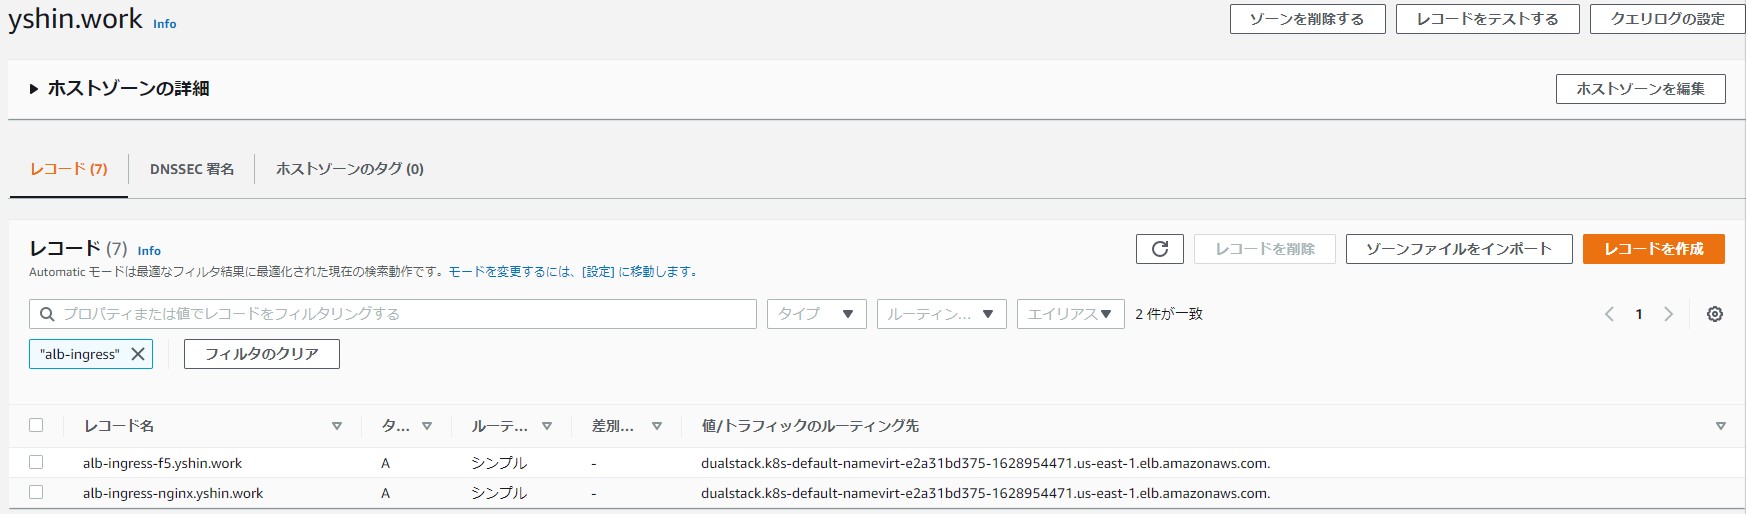 yshin.work Info ゾーンを削除する レコードをテストする クエリログの設定
ホストゾーンの詳細 ホストゾーンを編集
レコード (7) DNSSEC 署名 ホストゾーンのタグ (0)
レコード (7) Info レコードを削除 ゾーンファイルをインポート レコードを作成
Automatic モードは最適なフィルタ結果に最適化された現在の検索動作です。モードを変更するには、[設定] に移動します。
プロパティまたは値でレコードをフィルタリングする タイプ ルーティン... エイリアス 2 件が一致 1
"alb-ingress" フィルタのクリア
レコード名 タ... ルーテ... 差別... 値/トラフィックのルーティング先
alb-ingress-f5.yshin.work A シンプル - dualstack.k8s-default-namevirt-e2a31bd375-1628954471.us-east-1.elb.amazonaws.com.
alb-ingress-nginx.yshin.work A シンプル - dualstack.k8s-default-namevirt-e2a31bd375-1628954471.us-east-1.elb.amazonaws.com.